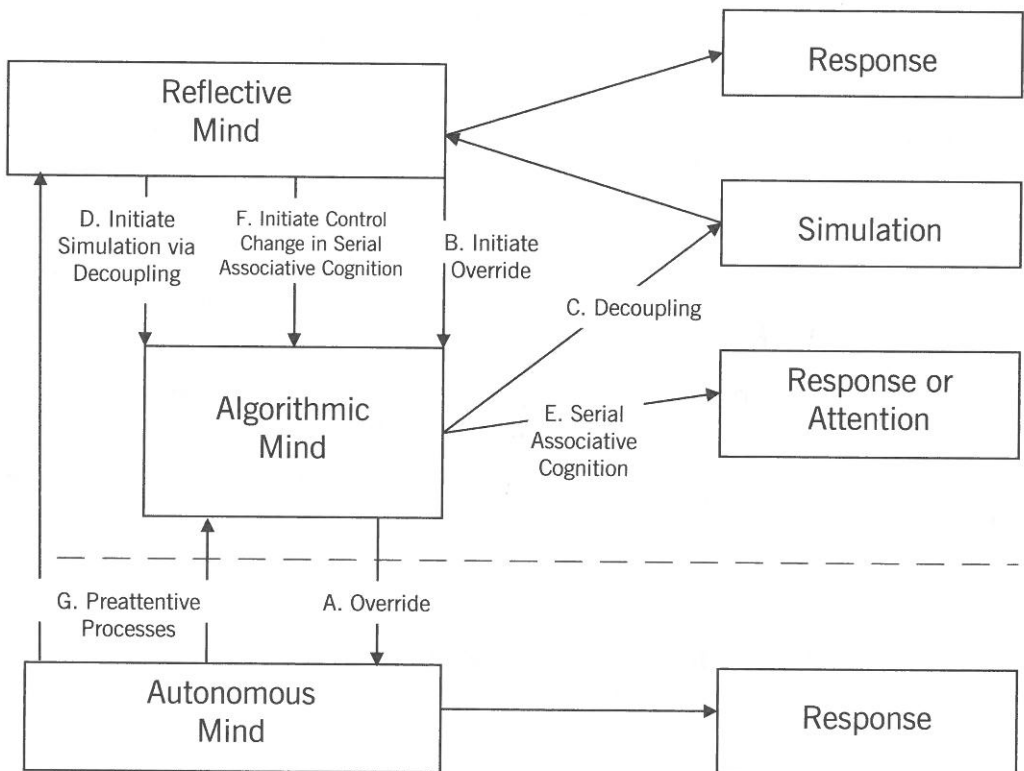 Response
Reflective
Mind
D. Initiate
Simulation via
Decoupling
F. Initiate Control
Change in Serial
Associative Cognition
B. Initiate
Override
Simulation
C. Decoupling
Algorithmic
Mind
Response or
Attention
E. Serial
Associative
Cognition
G. Preattentive
Processes
A. Override
Autonomous
Mind
Response